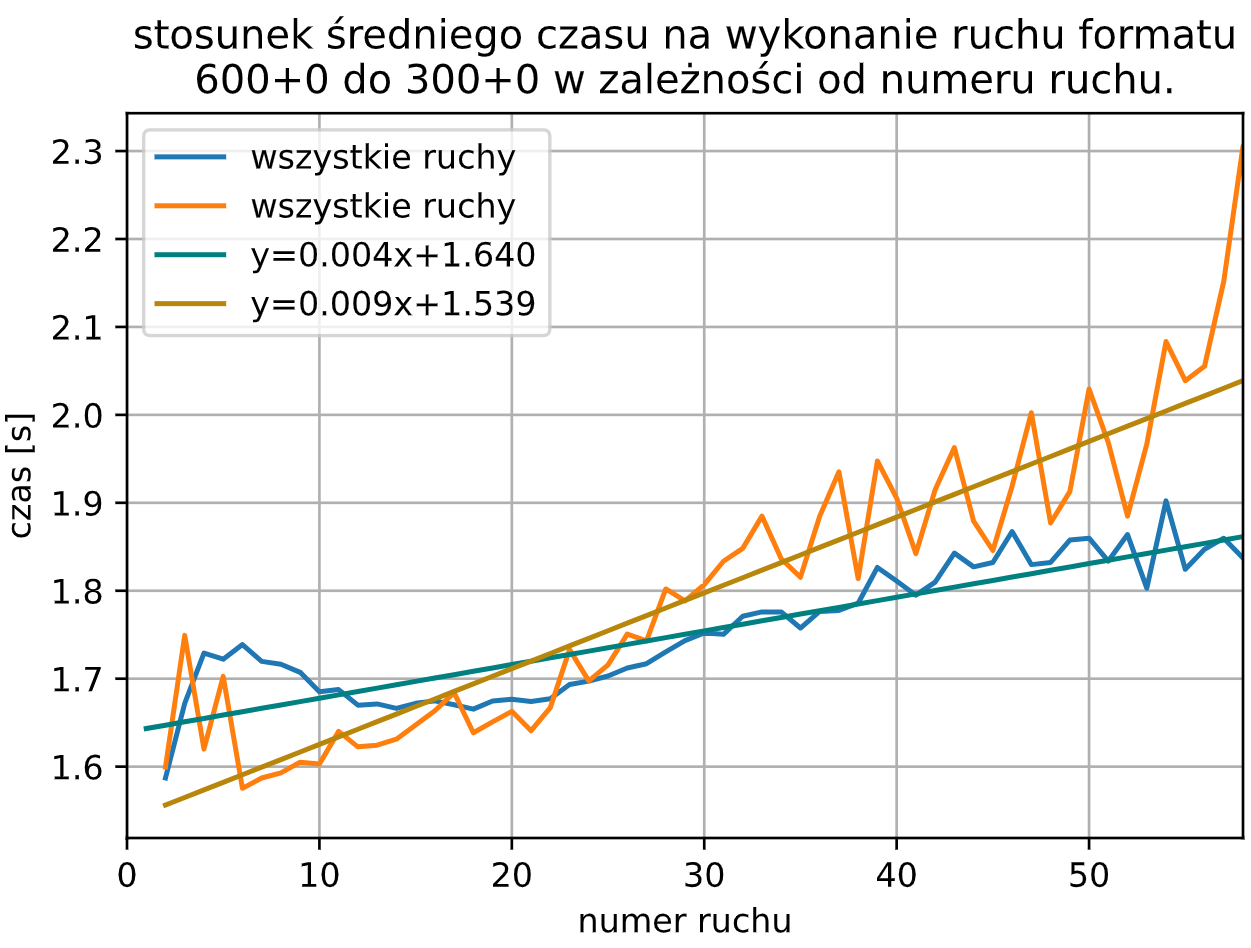 stosunek średniego czasu na wykonanie ruchu formatu
600+0 do 300+0 w zależności od numeru ruchu.
wszystkie ruchy
wszystkie ruchy
y=0.004x+1.640
y=0.009x+1.539
2.3
2.2
2.1
2.0
1.9
1.8
1.7
1.6
czas [s]
0 10 20 30 40 50
numer ruchu